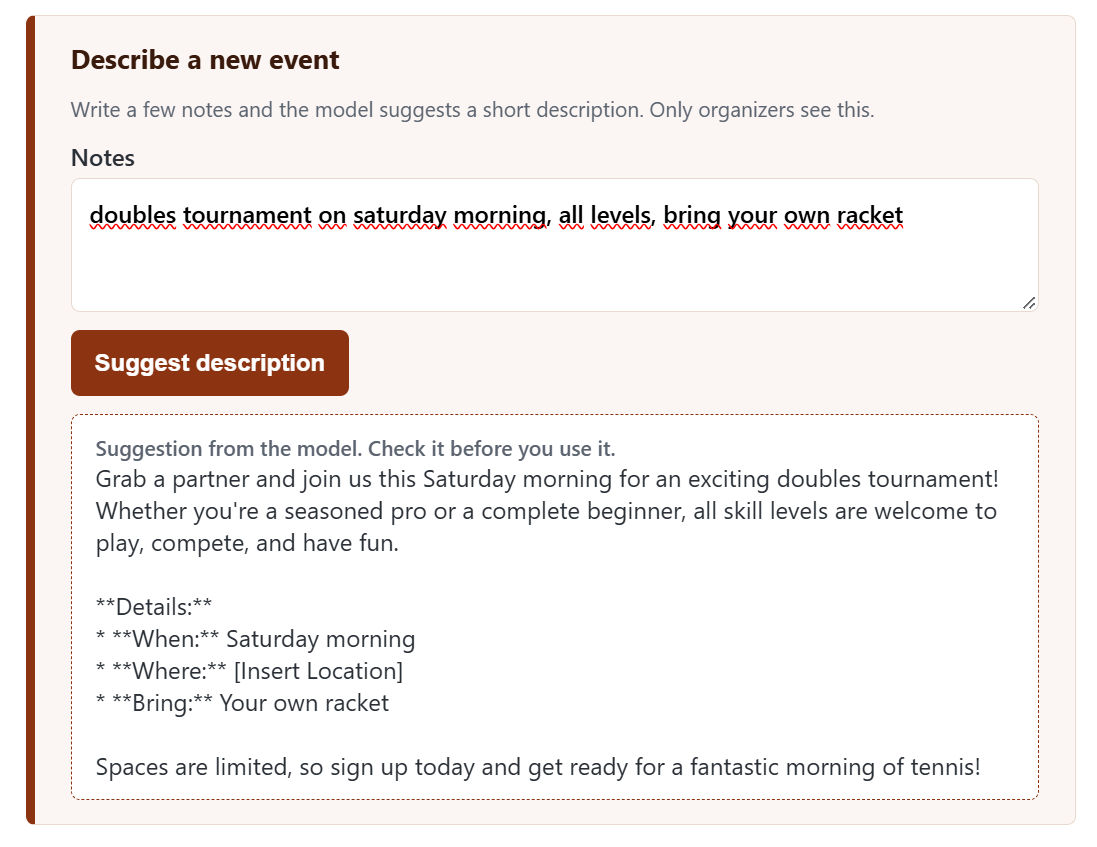 Describe a new event
Write a few notes and the model suggests a short description. Only organizers see this.
Notes
doubles tournament on saturday morning, all levels, bring your own racket
Suggest description
Suggestion from the model. Check it before you use it.
Grab a partner and join us this Saturday morning for an exciting doubles tournament!
Whether you're a seasoned pro or a complete beginner, all skill levels are welcome to
play, compete, and have fun.

**Details:**
* **When:** Saturday morning
* **Where:** [Insert Location]
* **Bring:** Your own racket

Spaces are limited, so sign up today and get ready for a fantastic morning of tennis!